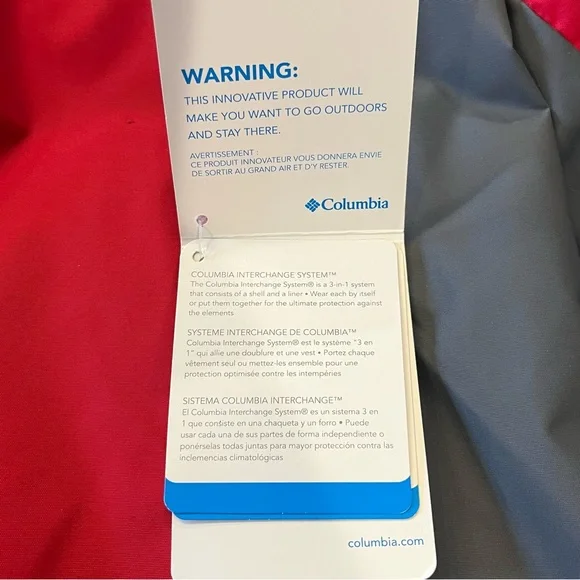 WARNING:
THIS INNOVATIVE PRODUCT WILL
MAKE YOU WANT TO GO OUTDOORS
AND STAY THERE.
AVERTISSEMENT :
CE PRODUIT INNOVATEUR VOUS DONNERA ENVIE
DE SORTIR AU GRAND AIR ET D'Y RESTER.
Columbia
COLUMBIA INTERCHANGE SYSTEM™
The Columbia Interchange System® is a 3-in-1 system
that consists of a shell and a liner • Wear each by itself
or put them together for the ultimate protection against
the elements
SYSTEME INTERCHANGE DE COLUMBIA™
Columbia Interchange System® est le système "3 en
1" qui allie une doublure et une vest • Portez chaque
vêtement seul ou mettez-les ensemble pour une
protection optimisée contre les intempéries
SISTEMA COLUMBIA INTERCHANGE™
El Columbia Interchange System® es un sistema 3 en
1 que consiste en una chaqueta y un forro • Puede
usar cada una de sus partes de forma independiente o
ponérselas todas juntas para mayor protección contra las
inclemencias climatológicas
columbia.com